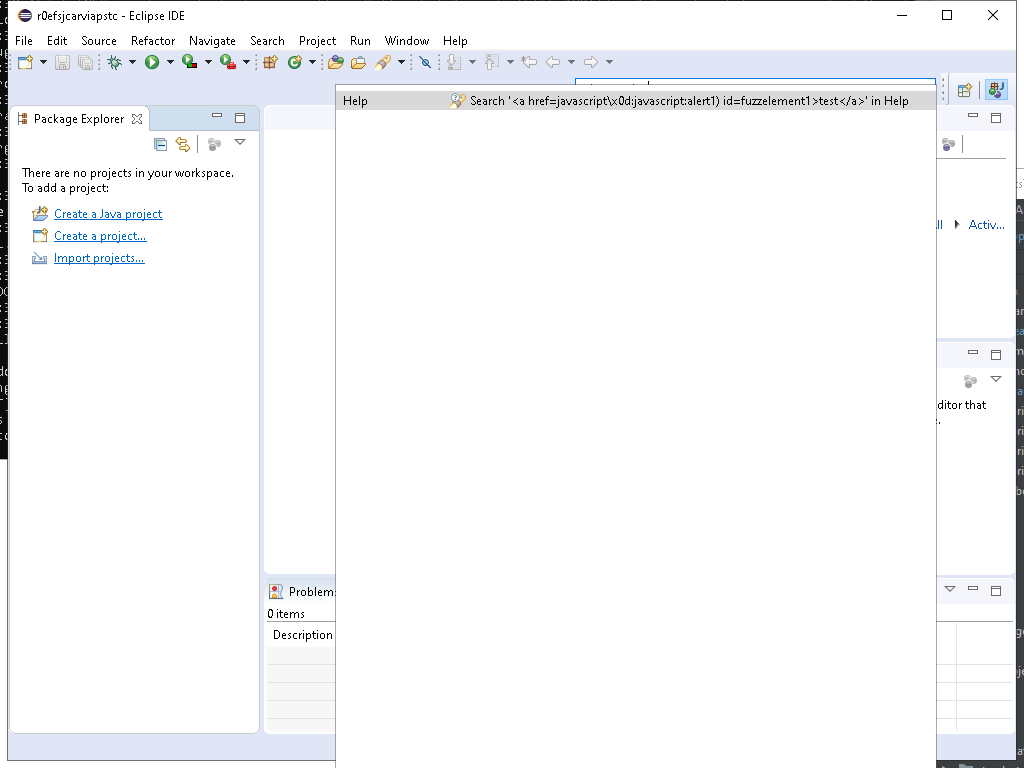 r0efsjcarviapstc - Eclipse IDE
File Edit Source Refactor Navigate Search Project Run Window Help
Help Search '<a href=javascript\x0d:javascript:alert1) id=fuzzelement1>test</a>' in Help
Package Explorer
There are no projects in your workspace.
To add a project:
Create a Java project
Activ...
Create a project...
Import projects...
ditor that
Problem
0 items
Description